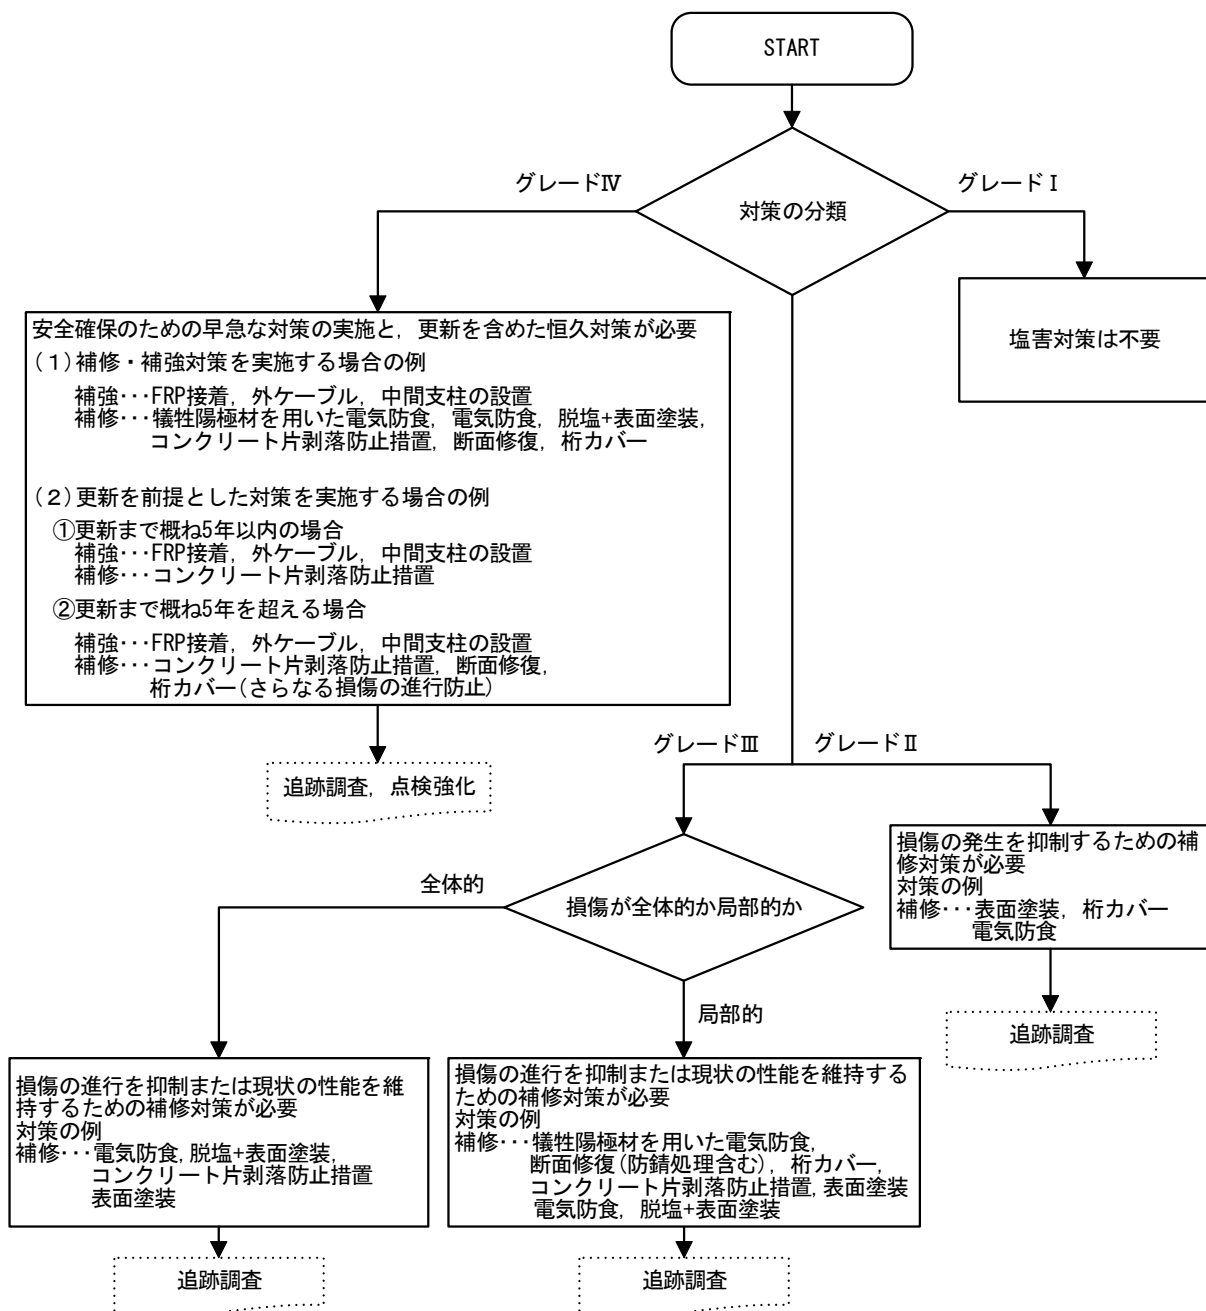 START
グレードⅣ
グレードⅠ
対策の分類
安全確保のための早急な対策の実施と，更新を含めた恒久対策が必要
（１）補修・補強対策を実施する場合の例
補強･･･FRP接着，外ケーブル，中間支柱の設置
補修･･･犠牲陽極材を用いた電気防食，電気防食，脱塩+表面塗装，
コンクリート片剥落防止措置，断面修復，桁カバー
（２）更新を前提とした対策を実施する場合の例
①更新まで概ね5年以内の場合
補強･･･FRP接着，外ケーブル，中間支柱の設置
補修･･･コンクリート片剥落防止措置
②更新まで概ね5年を超える場合
補強･･･FRP接着，外ケーブル，中間支柱の設置
補修･･･コンクリート片剥落防止措置，断面修復，
桁カバー(さらなる損傷の進行防止)
塩害対策は不要
追跡調査，点検強化
グレードⅢ
グレードⅡ
損傷の発生を抑制するための補
修対策が必要
対策の例
補修･･･表面塗装，桁カバー
電気防食
追跡調査
全体的
損傷が全体的か局部的か
局部的
損傷の進行を抑制または現状の性能を維
持するための補修対策が必要
対策の例
補修･･･電気防食,脱塩+表面塗装，
コンクリート片剥落防止措置
表面塗装
追跡調査
損傷の進行を抑制または現状の性能を維持する
ための補修対策が必要
対策の例
補修･･･犠牲陽極材を用いた電気防食，
断面修復(防錆処理含む)，桁カバー，
コンクリート片剥落防止措置,表面塗装
電気防食，脱塩+表面塗装
追跡調査